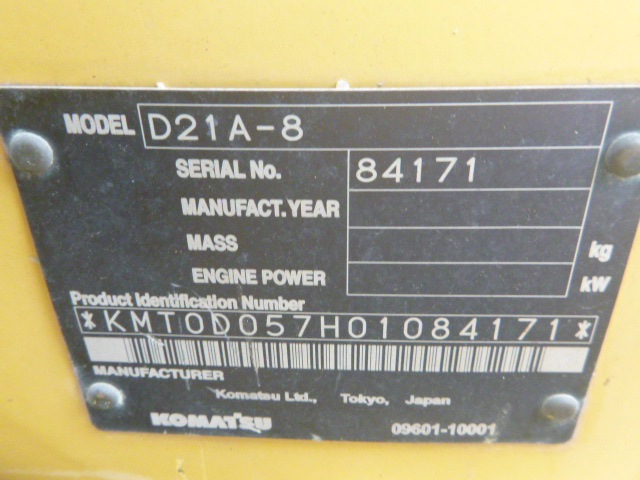 MODEL D21A-8
SERIAL No. 84171
MANUFACT. YEAR
MASS kg
ENGINE POWER kW
Product Identification Number
*KMT0D057H01084171*
MANUFACTURER
Komatsu Ltd., Tokyo, Japan
KOMATSU 09601-10001